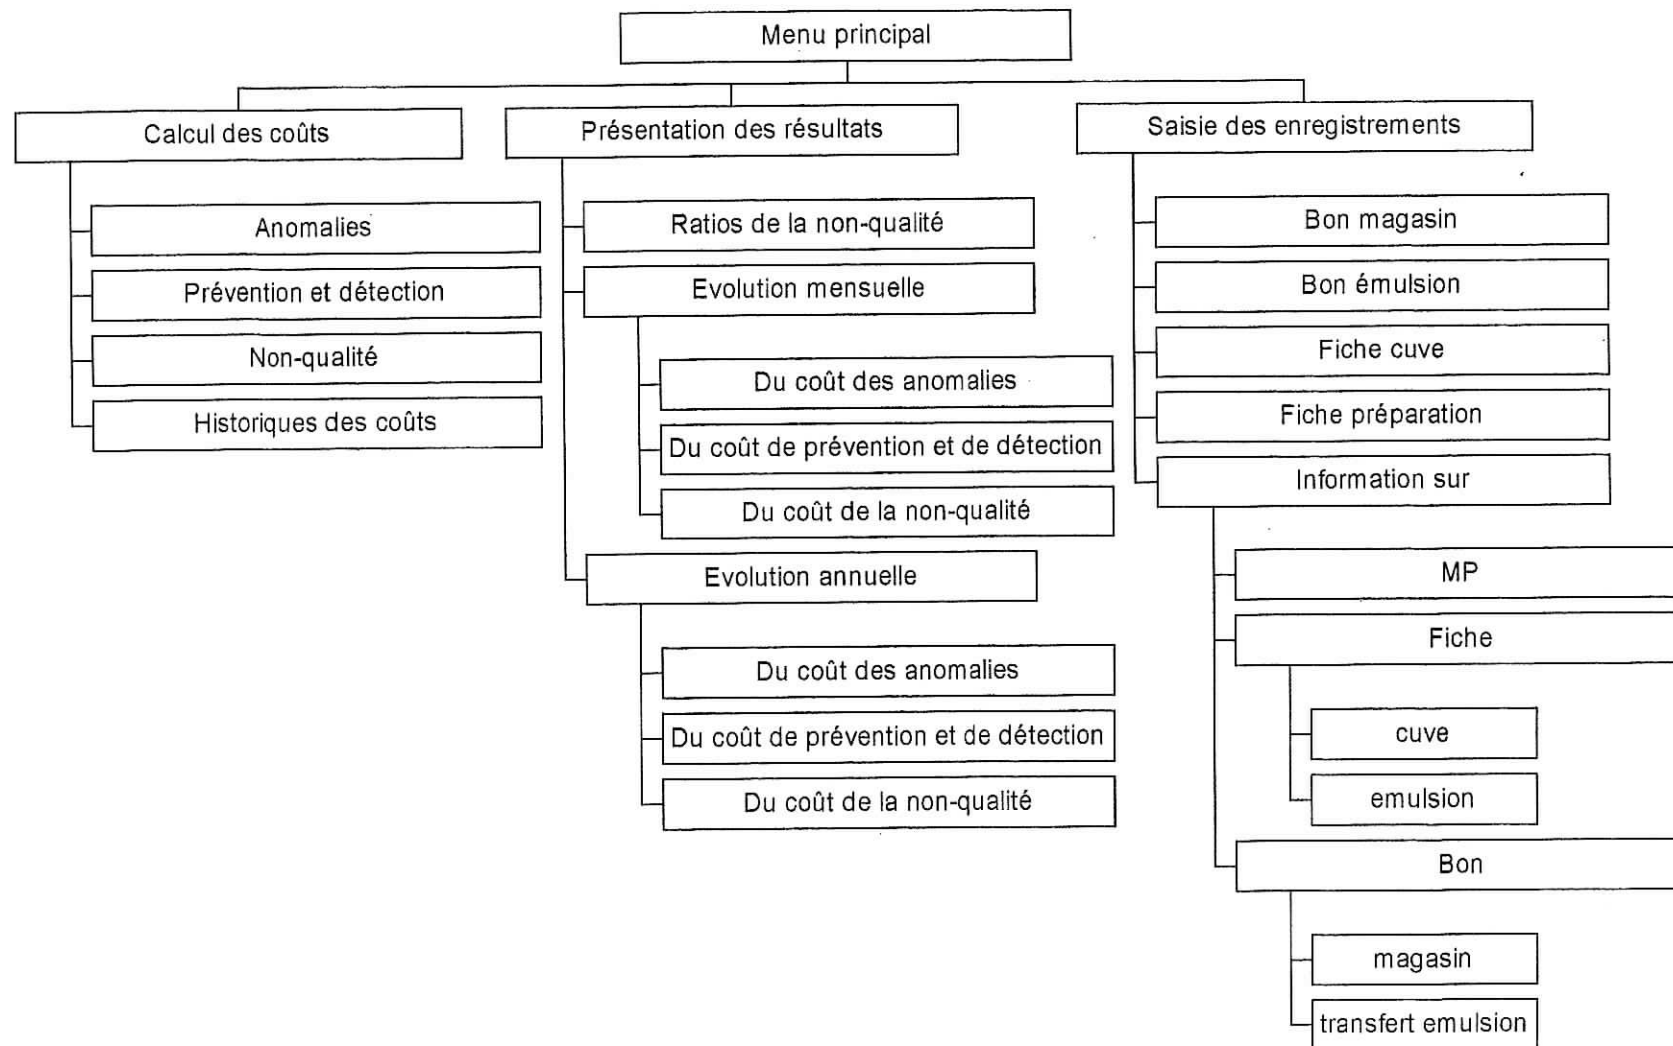 Menu principal
Calcul des coûts
Anomalies
Prévention et détection
Non-qualité
Historiques des coûts
Présentation des résultats
Ratios de la non-qualité
Evolution mensuelle
Du coût des anomalies
Du coût de prévention et de détection
Du coût de la non-qualité
Evolution annuelle
Du coût des anomalies
Du coût de prévention et de détection
Du coût de la non-qualité
Saisie des enregistrements
Bon magasin
Bon émulsion
Fiche cuve
Fiche préparation
Information sur
MP
Fiche
cuve
emulsion
Bon
magasin
transfert emulsion